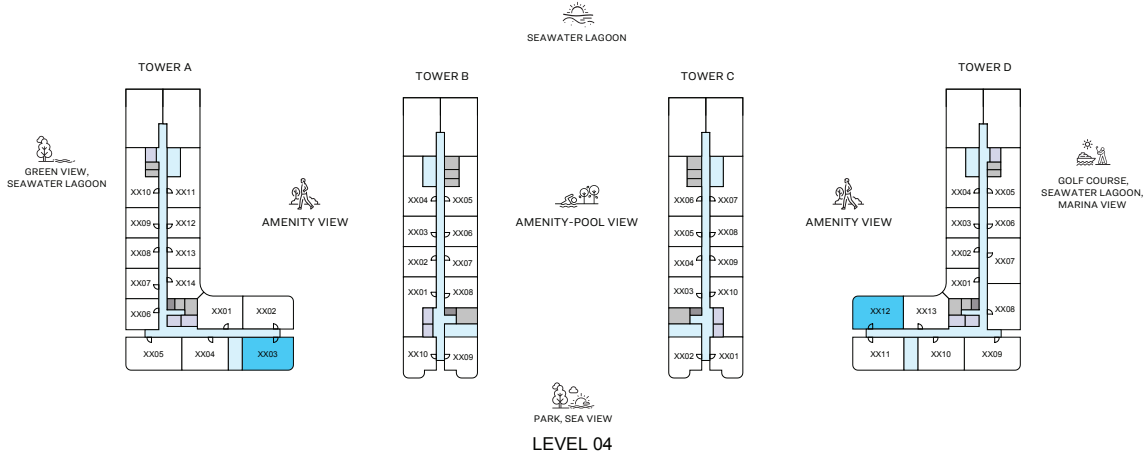 SEAWATER LAGOON
TOWER A
TOWER B
TOWER C
TOWER D
GREEN VIEW,
SEAWATER LAGOON
AMENITY VIEW
AMENITY-POOL VIEW
AMENITY VIEW
GOLF COURSE,
SEAWATER LAGOON,
MARINA VIEW
XX10 XX11
XX09 XX12
XX08 XX13
XX07 XX14
XX06 XX01 XX02
XX05 XX04 XX03
XX04 XX05
XX03 XX06
XX02 XX07
XX01 XX08
XX10 XX09
XX06 XX07
XX05 XX08
XX04 XX09
XX03 XX10
XX02 XX01
XX04 XX05
XX03 XX06
XX02 XX07
XX01
XX12 XX13 XX08
XX11 XX10 XX09
PARK, SEA VIEW
LEVEL 04